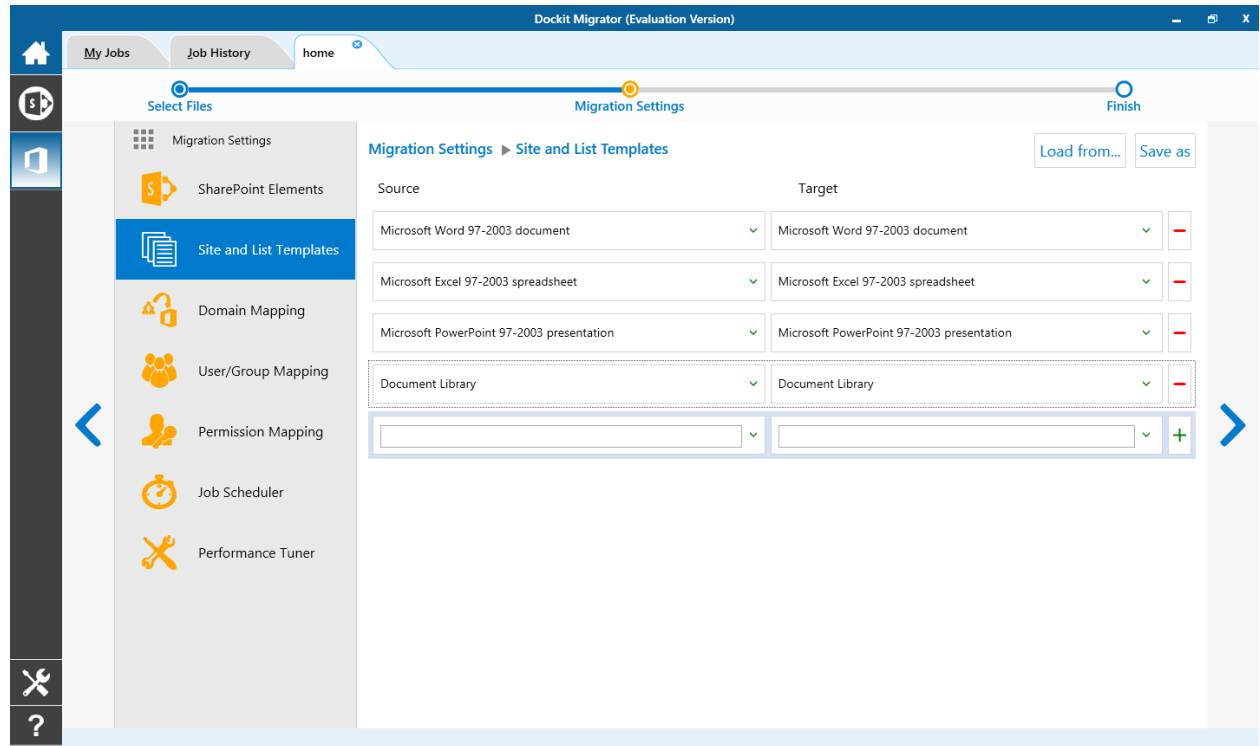 Dockit Migrator (Evaluation Version)
My Jobs
Job History
home
Select Files
Migration Settings
Finish
Migration Settings
SharePoint Elements
Site and List Templates
Domain Mapping
User/Group Mapping
Permission Mapping
Job Scheduler
Performance Tuner
Migration Settings ▶ Site and List Templates
Load from...
Save as
Source Target
Microsoft Word 97-2003 document Microsoft Word 97-2003 document
Microsoft Excel 97-2003 spreadsheet Microsoft Excel 97-2003 spreadsheet
Microsoft PowerPoint 97-2003 presentation Microsoft PowerPoint 97-2003 presentation
Document Library Document Library